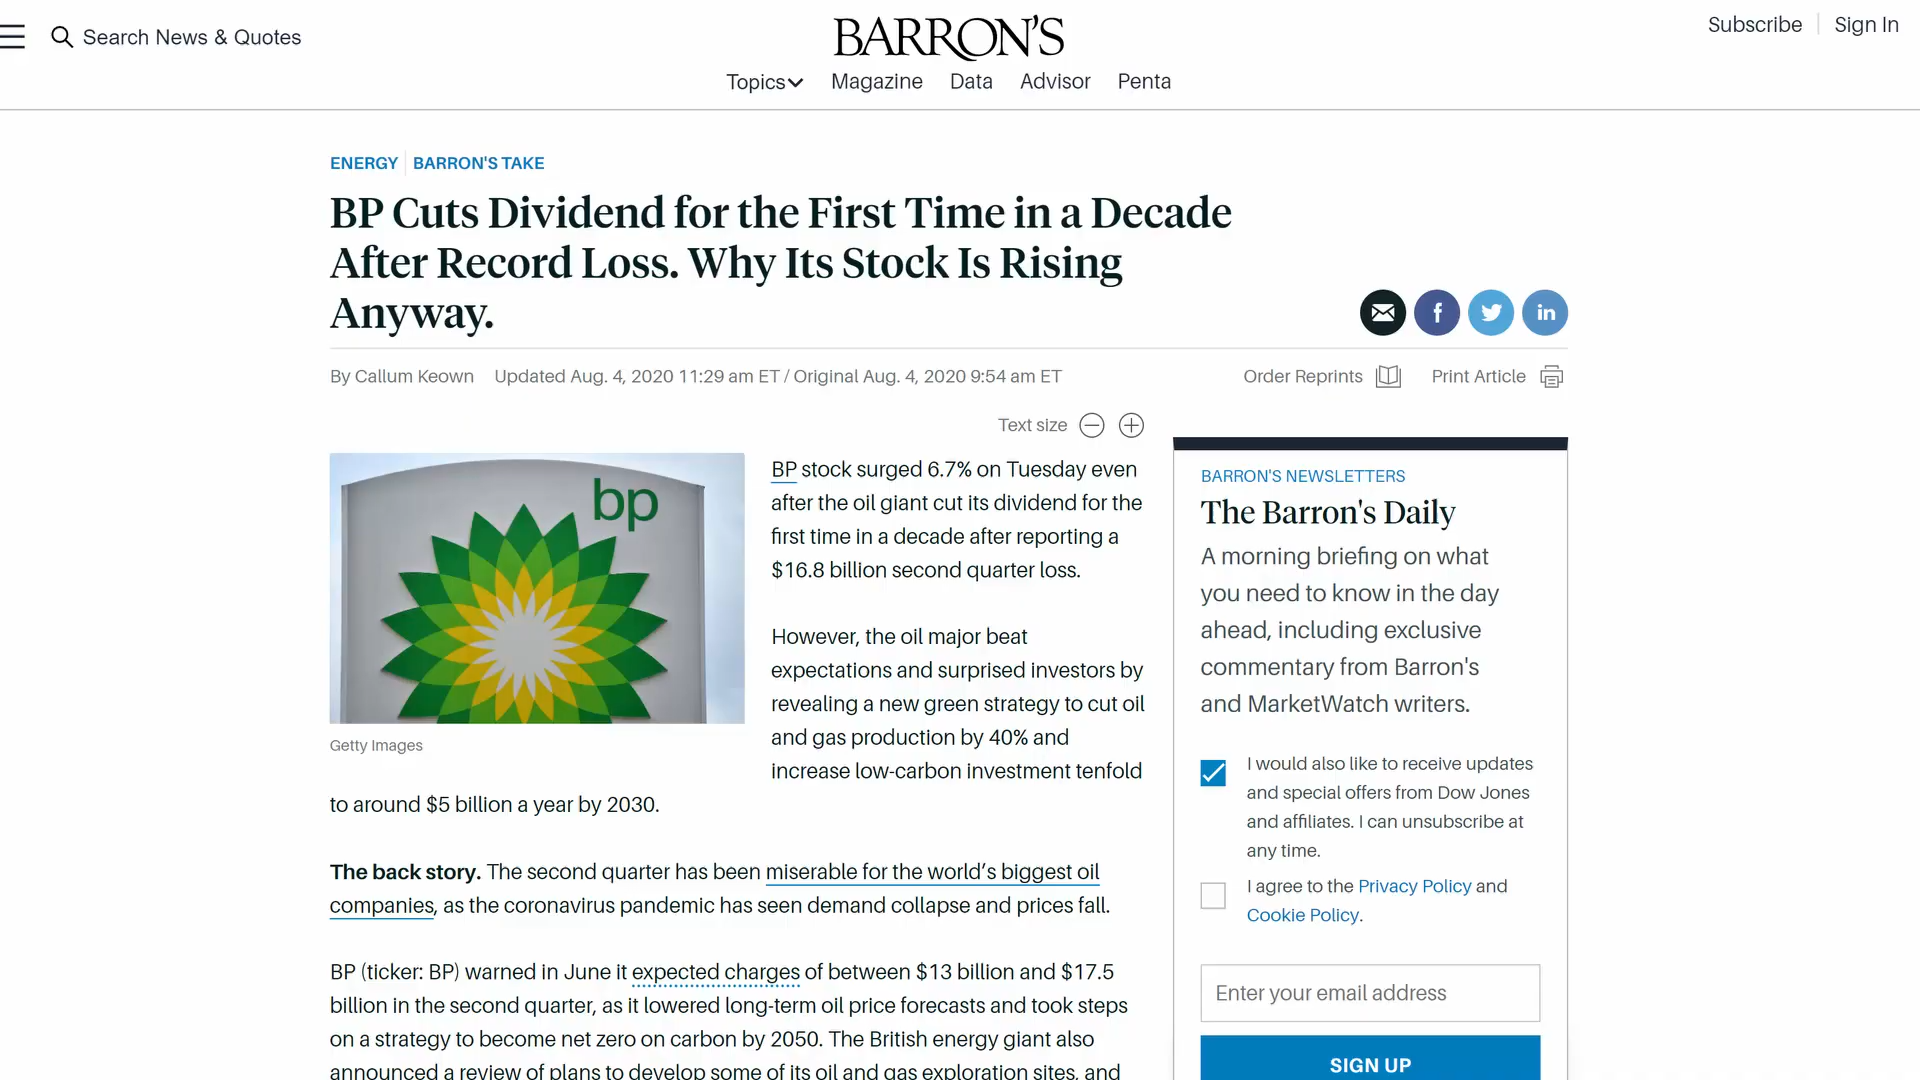 Search News & Quotes
BARRON'S
Subscribe
Sign In
Topics
Magazine
Data
Advisor
Penta
ENERGY
BARRON'S TAKE
BP Cuts Dividend for the First Time in a Decade
After Record Loss. Why Its Stock Is Rising
Anyway.
f
in
By Callum Keown
Updated Aug. 4, 2020 11:29 am ET / Original Aug. 4, 2020 9:54 am ET
Order Reprints
Print Article
Text size
bp
Getty Images
BP stock surged 6.7% on Tuesday even
after the oil giant cut its dividend for the
first time in a decade after reporting a
$16.8 billion second quarter loss.
However, the oil major beat
expectations and surprised investors by
revealing a new green strategy to cut oil
and gas production by 40% and
increase low-carbon investment tenfold
to around $5 billion a year by 2030.
The back story. The second quarter has been miserable for the world’s biggest oil
companies, as the coronavirus pandemic has seen demand collapse and prices fall.
BP (ticker: BP) warned in June it expected charges of between $13 billion and $17.5
billion in the second quarter, as it lowered long-term oil price forecasts and took steps
on a strategy to become net zero on carbon by 2050. The British energy giant also
announced a review of plans to develop some of its oil and gas exploration sites, and
BARRON'S NEWSLETTERS
The Barron's Daily
A morning briefing on what
you need to know in the day
ahead, including exclusive
commentary from Barron's
and MarketWatch writers.
I would also like to receive updates
and special offers from Dow Jones
and affiliates. I can unsubscribe at
any time.
I agree to the Privacy Policy and
Cookie Policy.
Enter your email address
SIGN UP